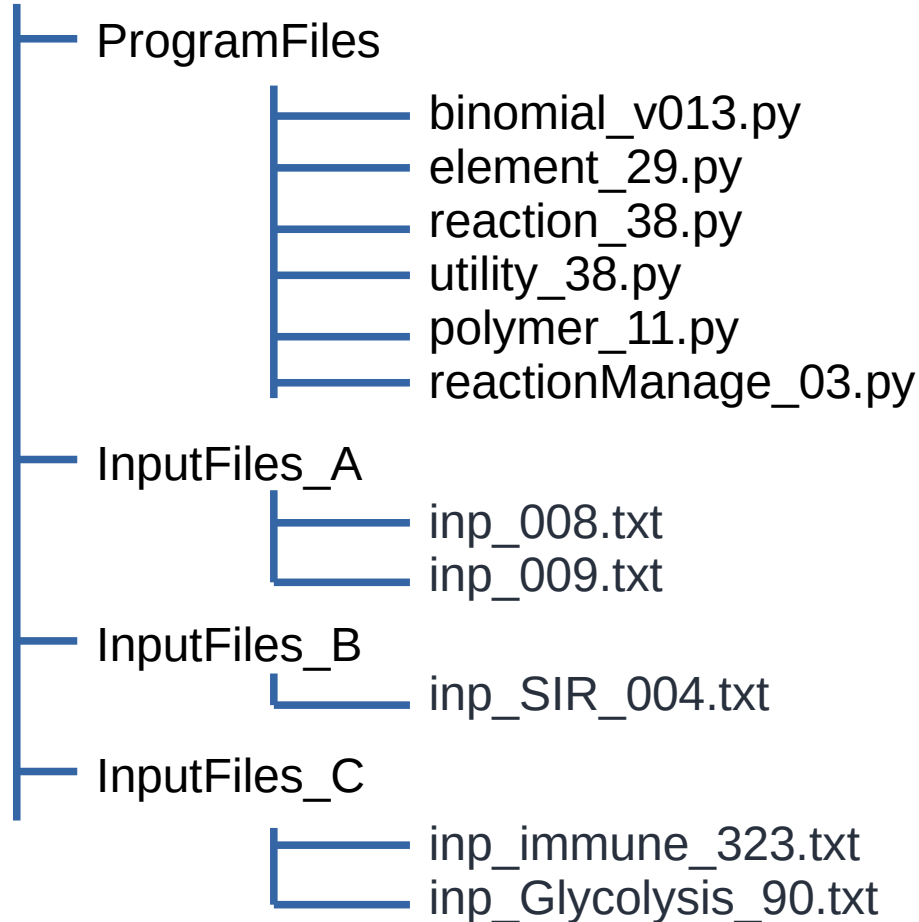 ProgramFiles
binomial_v013.py
element_29.py
reaction_38.py
utility_38.py
polymer_11.py
reactionManage_03.py
InputFiles_A
inp_008.txt
inp_009.txt
InputFiles_B
inp_SIR_004.txt
InputFiles_C
inp_immune_323.txt
inp_Glycolysis_90.txt